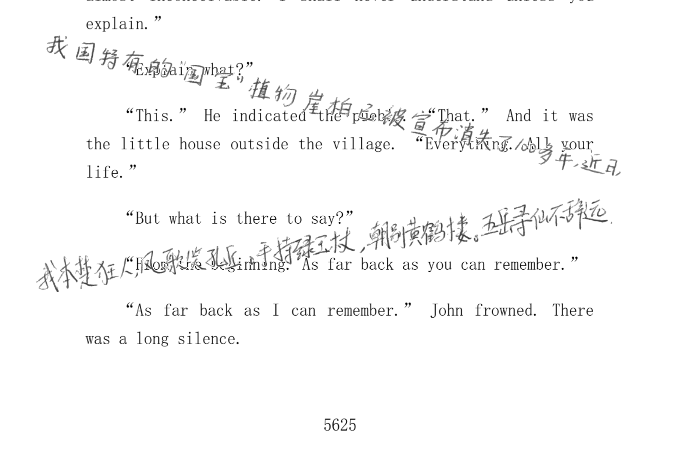 explain.”
我国特有的“国宝“植物崖柏已被宣布消失了100多年，近日，
“Explain what?”
“This.” He indicated the pueblo. “That.” And it was
the little house outside the village. “Everything. All your
life.”
“But what is there to say?”
我本楚狂人，凤歌笑孔丘。手持绿玉杖，朝别黄鹤楼。五岳寻仙不辞远，
“From the beginning. As far back as you can remember.”
“As far back as I can remember.” John frowned. There
was a long silence.
5625